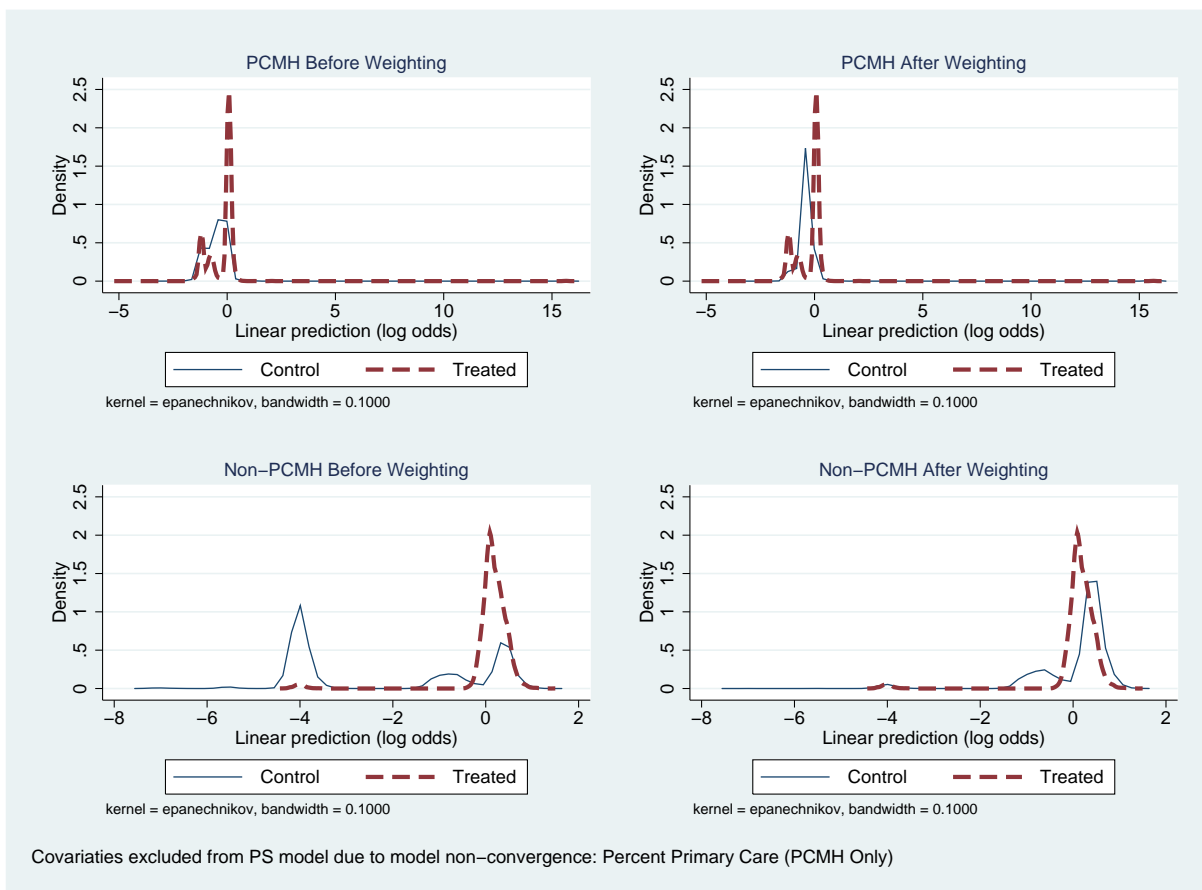 PCMH Before Weighting
2.5
2
1.5
1
.5
0
Density
−5 0 5 10 15
Linear prediction (log odds)
Control Treated
kernel = epanechnikov, bandwidth = 0.1000
PCMH After Weighting
2.5
2
1.5
1
.5
0
Density
−5 0 5 10 15
Linear prediction (log odds)
Control Treated
kernel = epanechnikov, bandwidth = 0.1000
Non−PCMH Before Weighting
2.5
2
1.5
1
.5
0
Density
−8 −6 −4 −2 0 2
Linear prediction (log odds)
Control Treated
kernel = epanechnikov, bandwidth = 0.1000
Non−PCMH After Weighting
2.5
2
1.5
1
.5
0
Density
−8 −6 −4 −2 0 2
Linear prediction (log odds)
Control Treated
kernel = epanechnikov, bandwidth = 0.1000
Covariaties excluded from PS model due to model non−convergence: Percent Primary Care (PCMH Only)